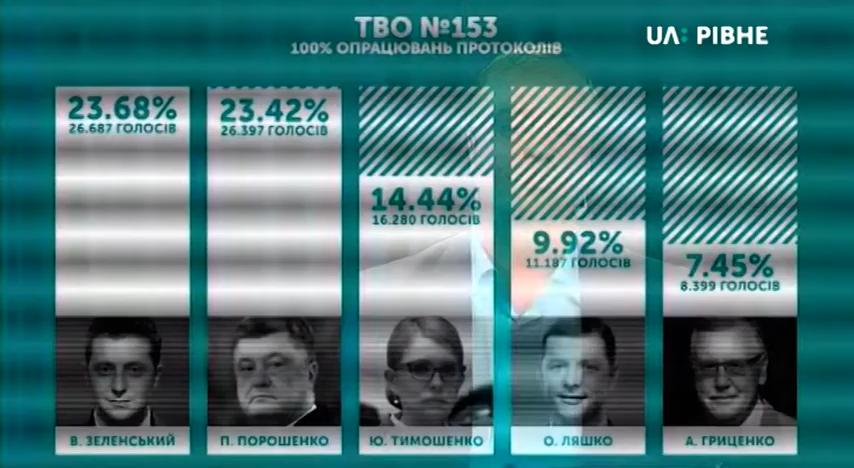 ТВО №153
100% ОПРАЦЮВАНЬ ПРОТОКОЛІВ
UA: РІВНЕ
23.68%
26.687 ГОЛОСІВ
23.42%
26.397 ГОЛОСІВ
14.44%
16.280 ГОЛОСІВ
9.92%
11.187 ГОЛОСІВ
7.45%
8.399 ГОЛОСІВ
В. ЗЕЛЕНСЬКИЙ
П. ПОРОШЕНКО
Ю. ТИМОШЕНКО
О. ЛЯШКО
А. ГРИЦЕНКО